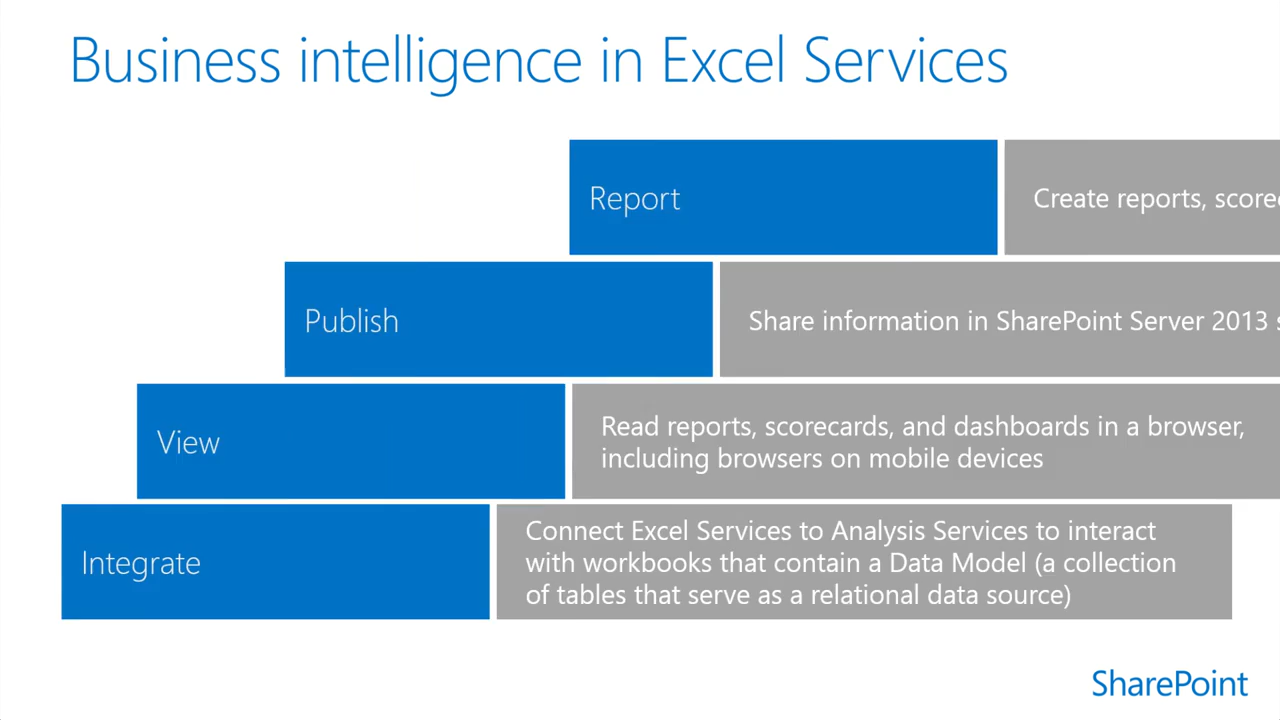 Business intelligence in Excel Services
Report
Create reports, score
Publish
Share information in SharePoint Server 2013
View
Read reports, scorecards, and dashboards in a browser,
including browsers on mobile devices
Integrate
Connect Excel Services to Analysis Services to interact
with workbooks that contain a Data Model (a collection
of tables that serve as a relational data source)
SharePoint